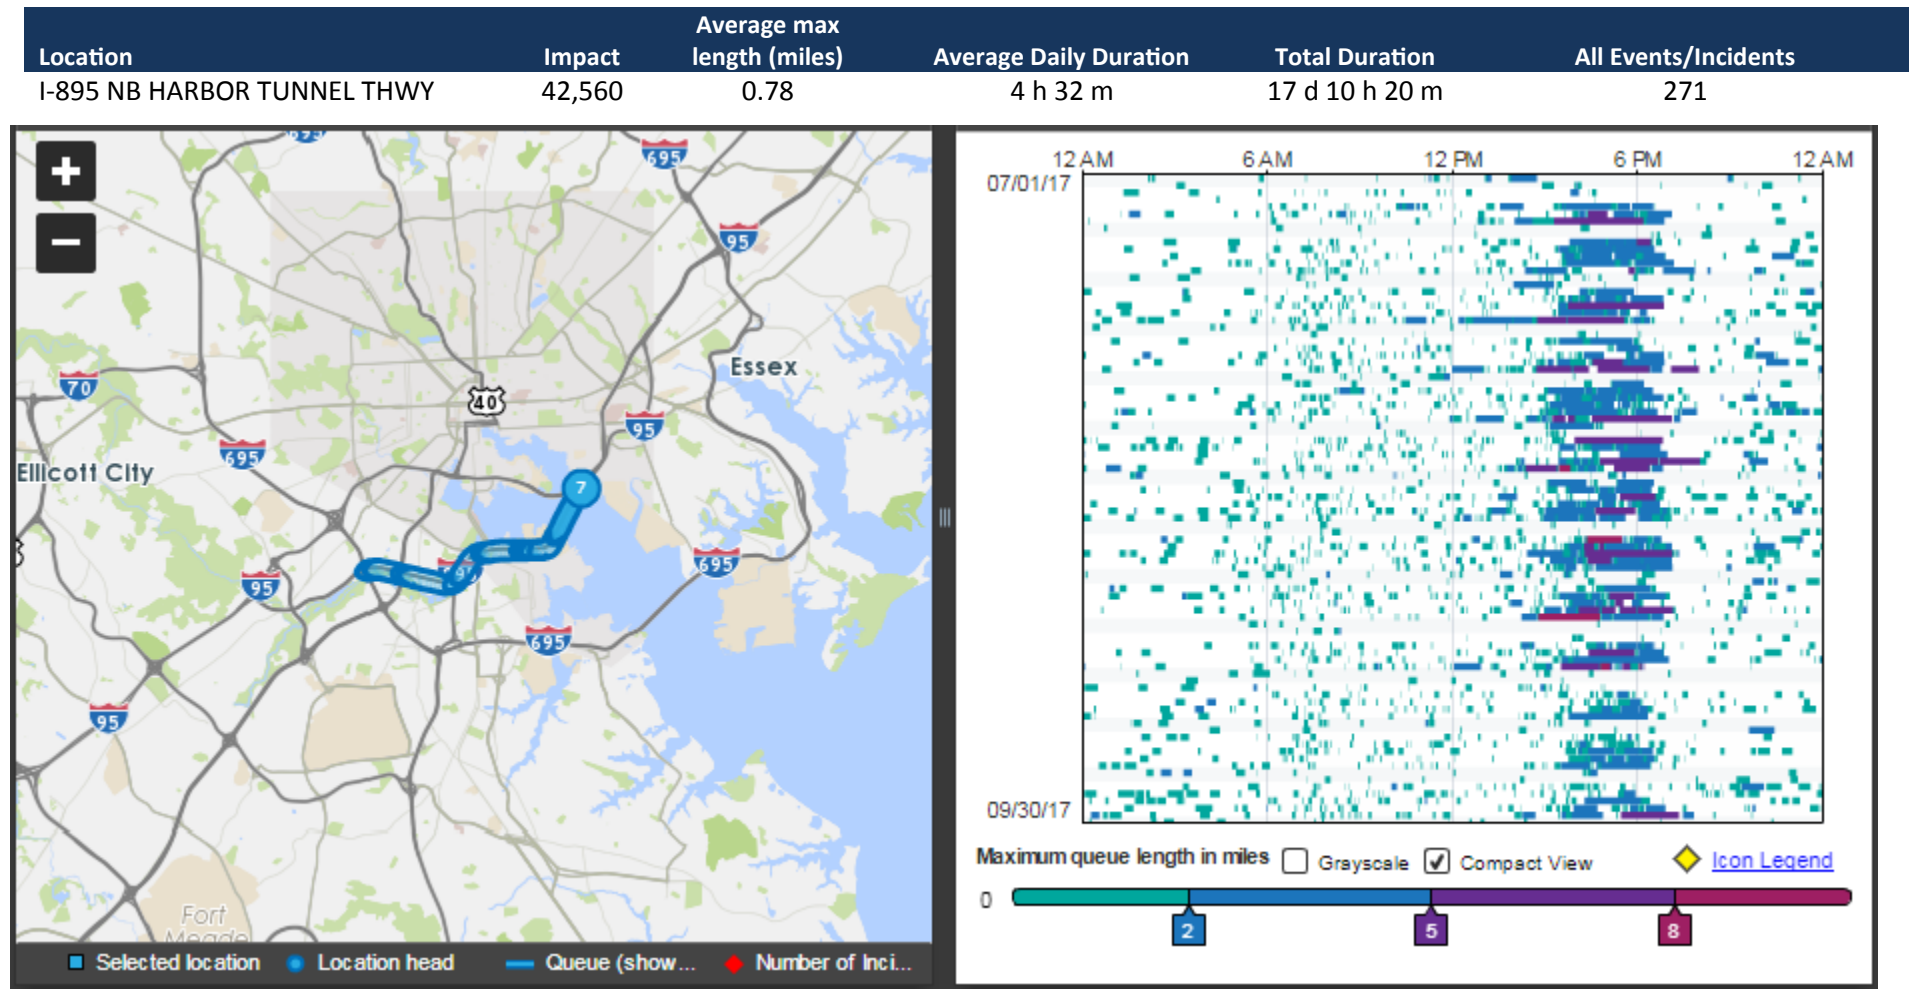 Average max
Location Impact length (miles) Average Daily Duration Total Duration All Events/Incidents
I-895 NB HARBOR TUNNEL THWY 42,560 0.78 4 h 32 m 17 d 10 h 20 m 271
+
−
695
95
70
40
Essex
95
695
Ellicott City
7
95
695
695
95
Fort
Meade
Selected location Location head Queue (show... Number of Inci...
12 AM 6 AM 12 PM 6 PM 12 AM
07/01/17
09/30/17
Maximum queue length in miles Grayscale Compact View Icon Legend
0
2 5 8